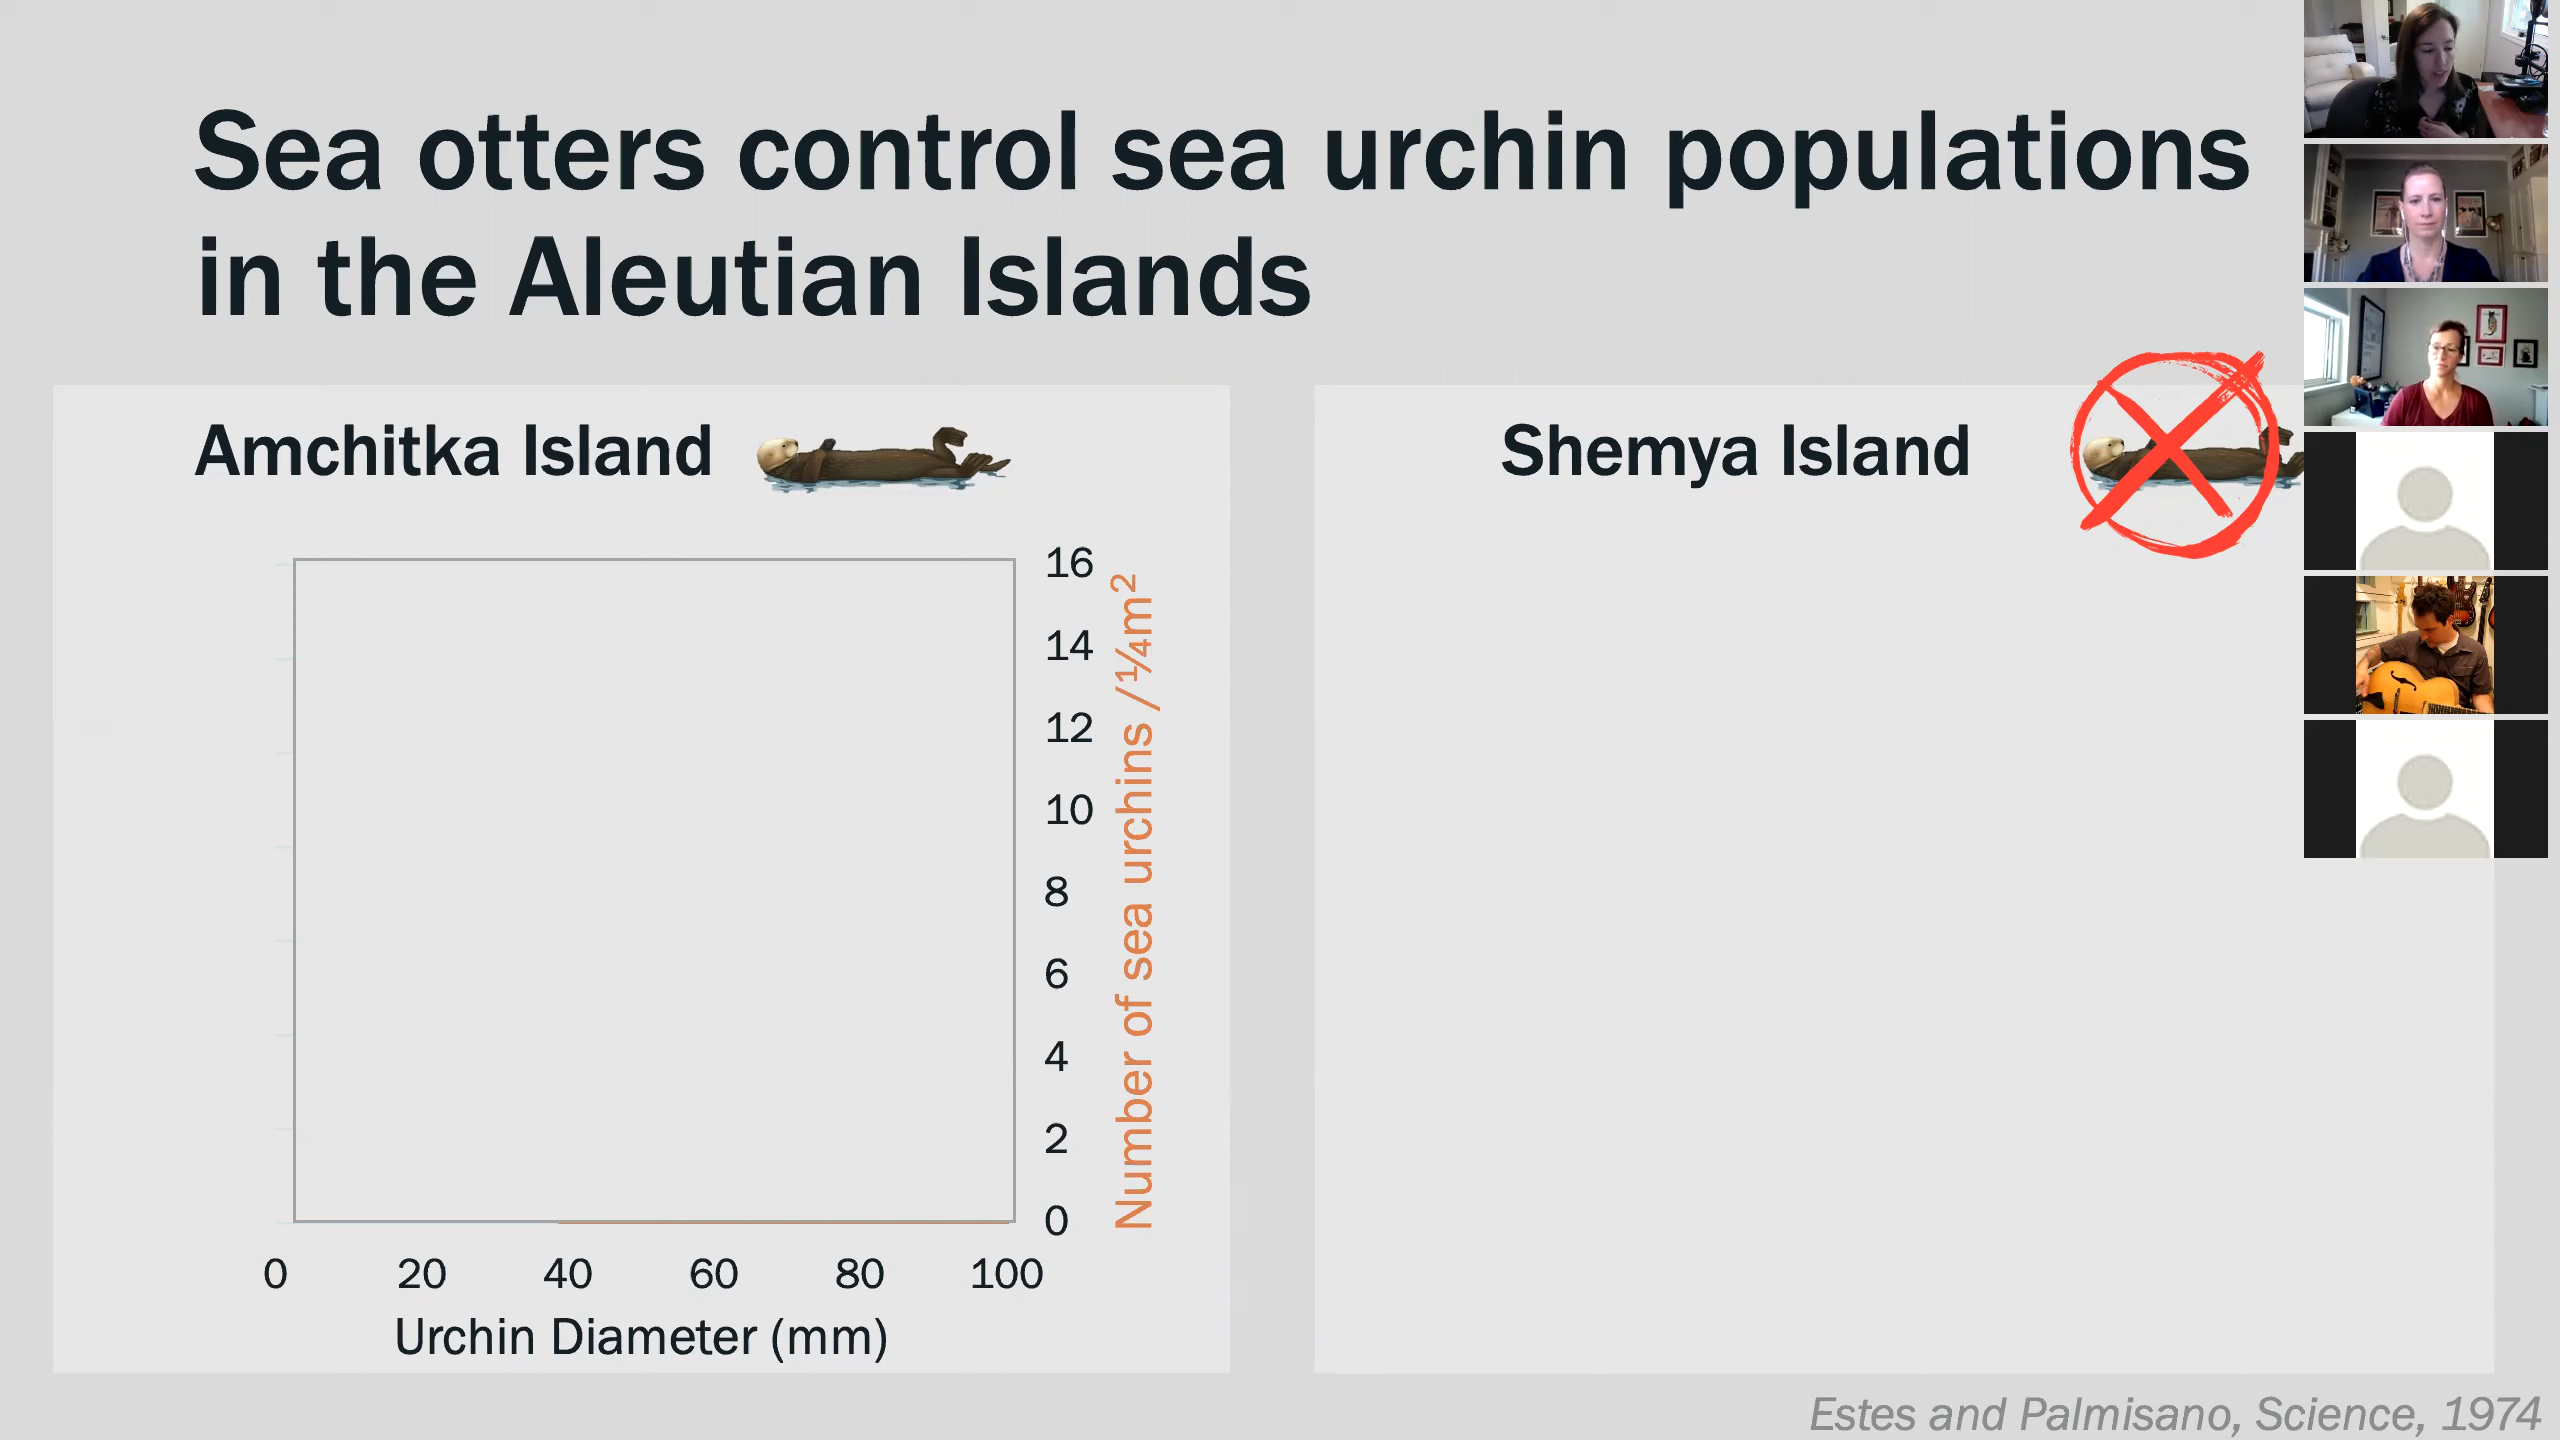 Sea otters control sea urchin populations
in the Aleutian Islands
Amchitka Island
16
14
12
10
8
6
4
2
0
Number of sea urchins /¼m²
0 20 40 60 80 100
Urchin Diameter (mm)
Shemya Island
Estes and Palmisano, Science, 1974